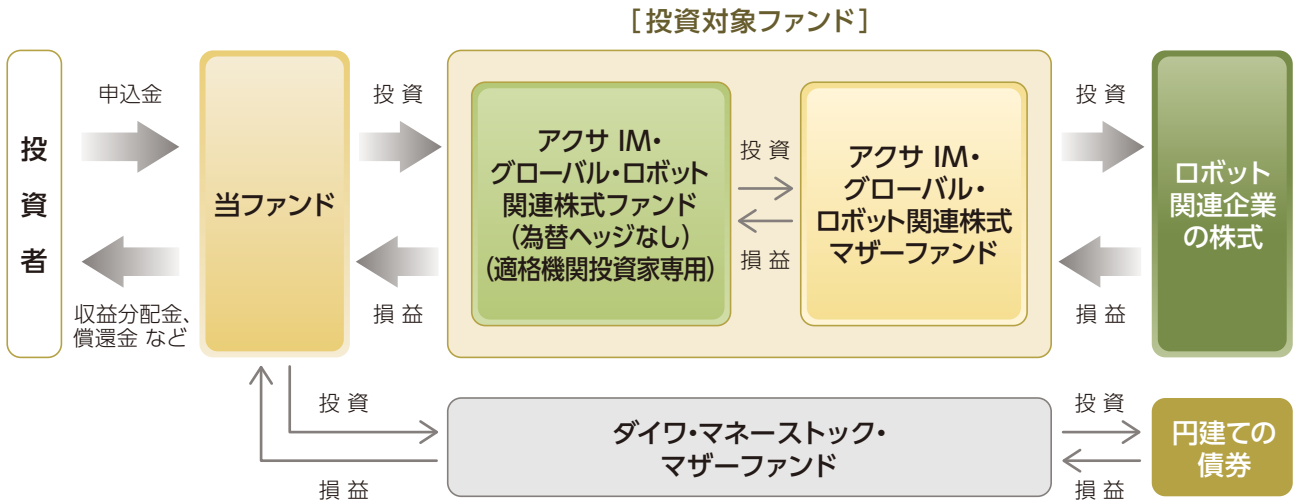 ［投資対象ファンド］
投資者
申込金
収益分配金、
償還金 など
当ファンド
投 資
損 益
アクサ IM・
グローバル・ロボット
関連株式ファンド
（為替ヘッジなし）
（適格機関投資家専用）
投 資
損 益
アクサ IM・
グローバル・
ロボット関連株式
マザーファンド
投 資
損 益
ロボット
関連企業
の株式
投 資
損 益
ダイワ・マネーストック・
マザーファンド
投 資
損 益
円建ての
債券